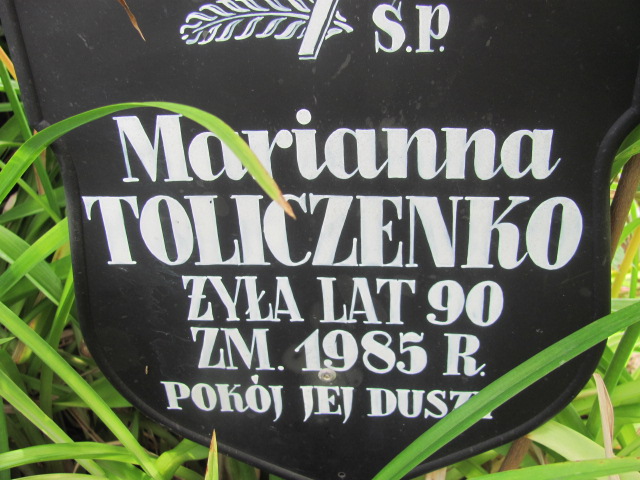 Ś.P.
Marianna
TOLICZENKO
ŻYŁA LAT 90
ZM. 1985 R.
POKÓJ JEJ DUSZY